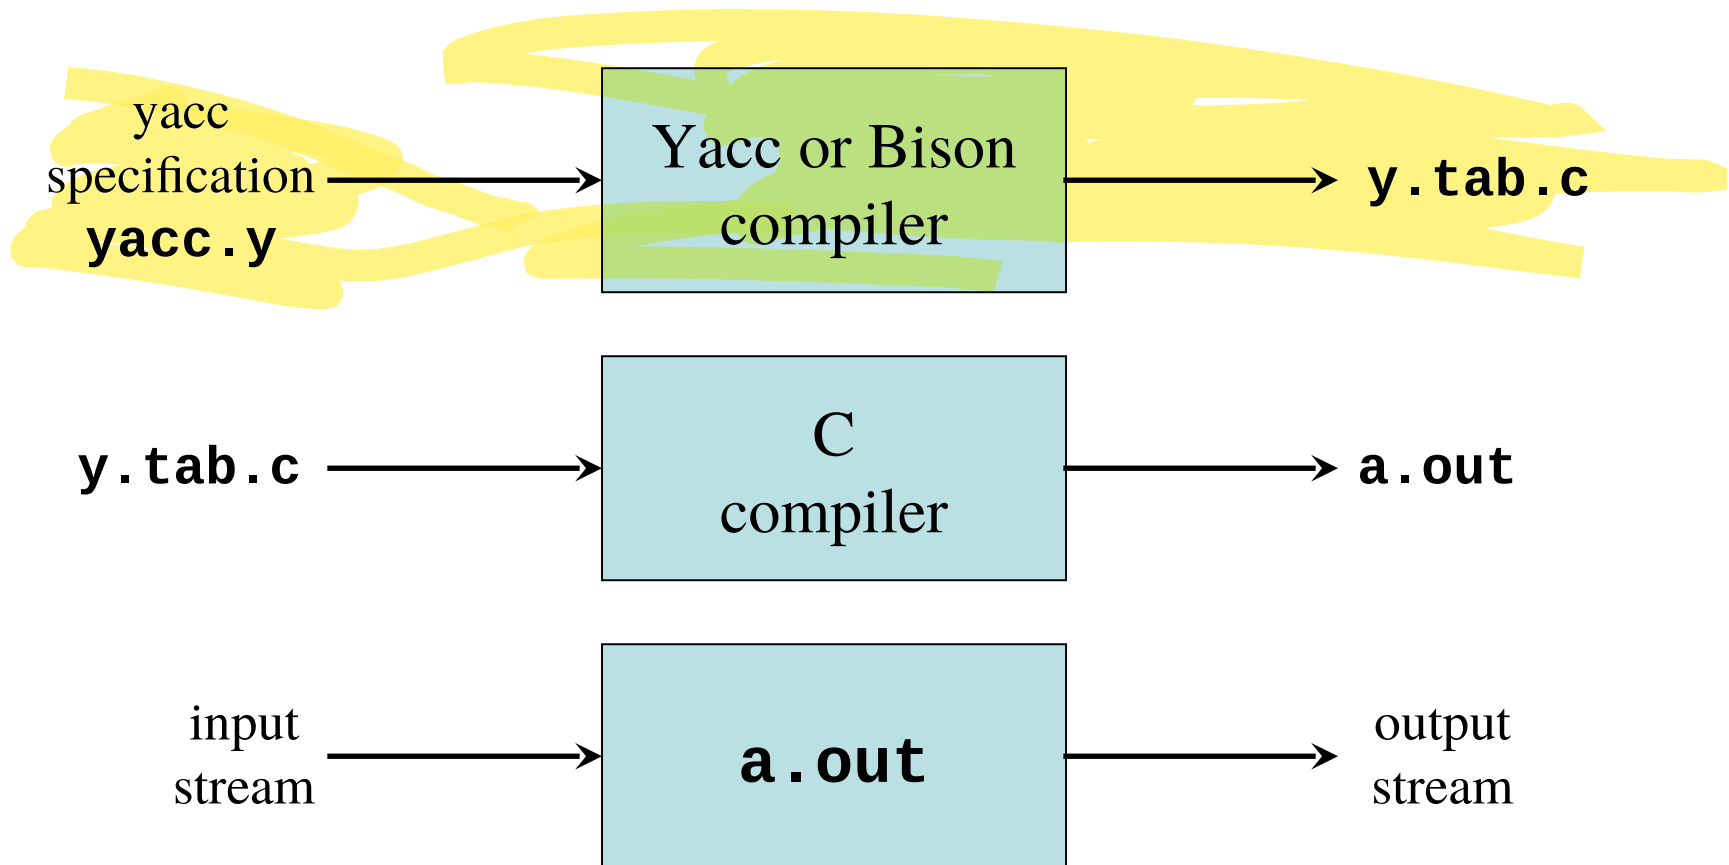 yacc
specification
yacc.y
Yacc or Bison
compiler
y.tab.c
y.tab.c
C
compiler
a.out
input
stream
a.out
output
stream